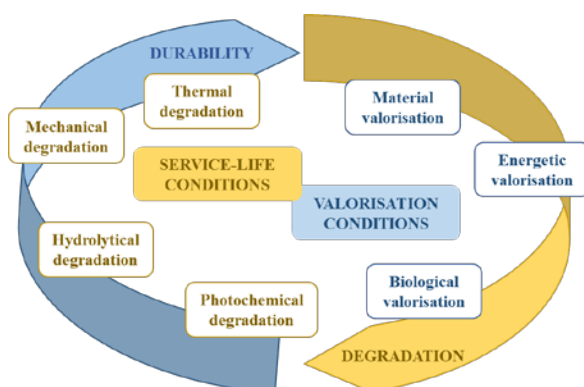 DURABILITY
Thermal
degradation
Material
valorisation
Mechanical
degradation
Energetic
valorisation
SERVICE-LIFE
CONDITIONS
VALORISATION
CONDITIONS
Hydrolytical
degradation
Biological
valorisation
Photochemical
degradation
DEGRADATION